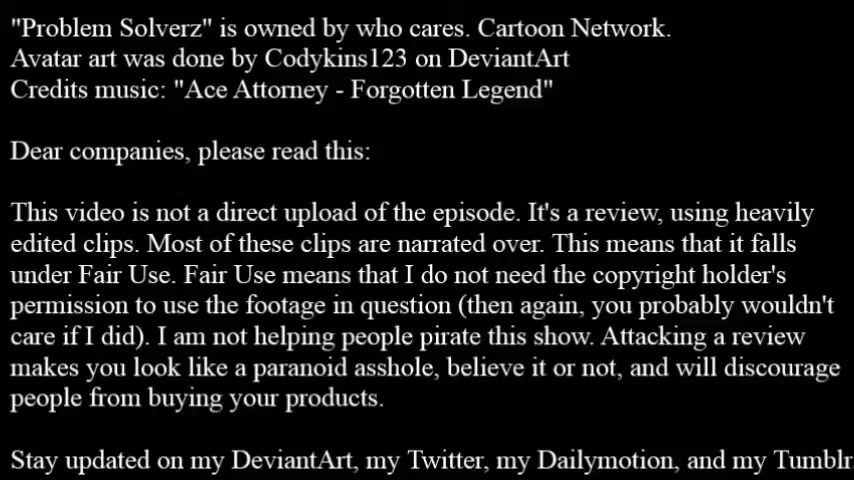 "Problem Solverz" is owned by who cares. Cartoon Network.
Avatar art was done by Codykins123 on DeviantArt
Credits music: "Ace Attorney - Forgotten Legend"
Dear companies, please read this:
This video is not a direct upload of the episode. It's a review, using heavily
edited clips. Most of these clips are narrated over. This means that it falls
under Fair Use. Fair Use means that I do not need the copyright holder's
permission to use the footage in question (then again, you probably wouldn't
care if I did). I am not helping people pirate this show. Attacking a review
makes you look like a paranoid asshole, believe it or not, and will discourage
people from buying your products.
Stay updated on my DeviantArt, my Twitter, my Dailymotion, and my Tumblr